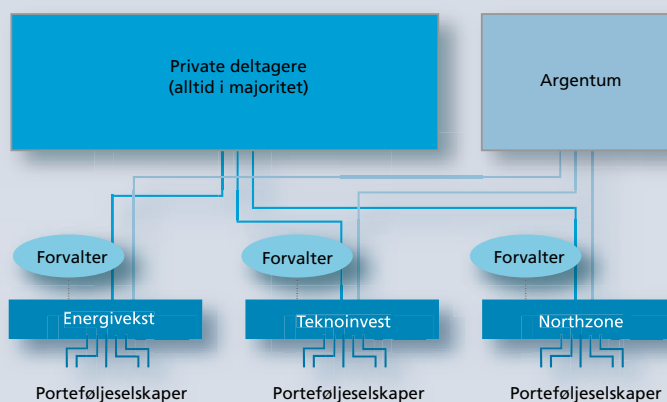 Private deltagere
(alltid i majoritet)
Argentum
Forvalter
Forvalter
Forvalter
Energivekst
Teknoinvest
Northzone
Porteføljeselskaper
Porteføljeselskaper
Porteføljeselskaper